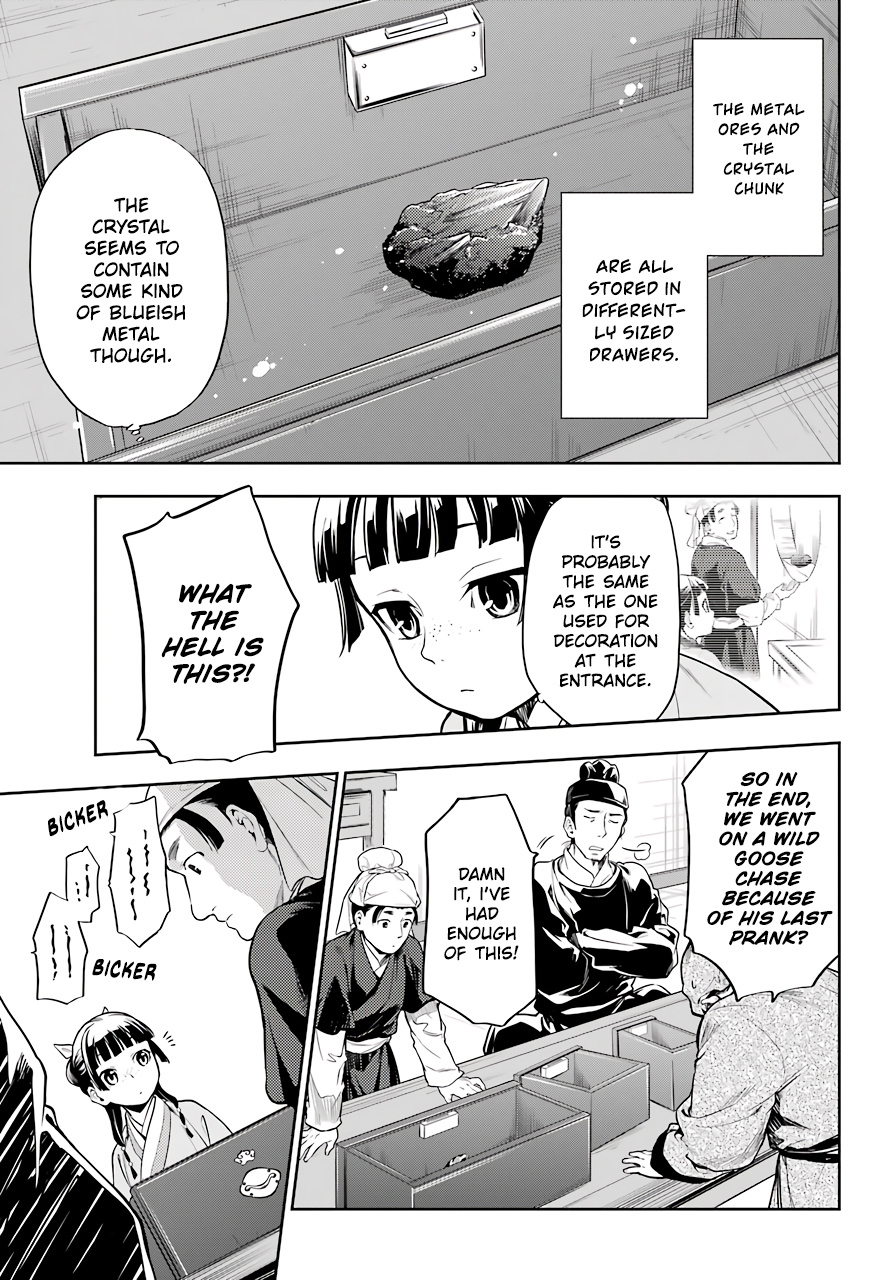 THE METAL
ORES AND
THE
CRYSTAL
CHUNK
ARE ALL
STORED IN
DIFFERENT-
LY SIZED
DRAWERS.
THE
CRYSTAL
SEEMS TO
CONTAIN
SOME KIND
OF BLUEISH
METAL
THOUGH.
IT'S
PROBABLY
THE SAME
AS THE ONE
USED FOR
DECORATION
AT THE
ENTRANCE.
WHAT
THE
HELL IS
THIS?!
SO IN
THE END,
WE WENT
ON A WILD
GOOSE
CHASE
BECAUSE
OF HIS LAST
PRANK?
DAMN
IT, I'VE
HAD
ENOUGH
OF THIS!
BICKER
BICKER